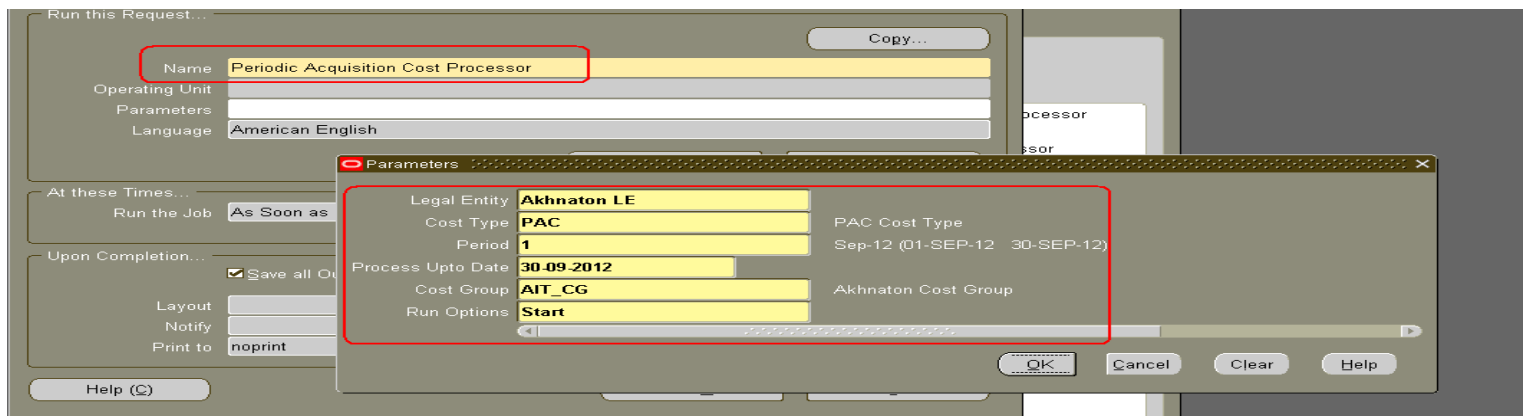 Run this Request...
Copy...
Name Periodic Acquisition Cost Processor
Operating Unit
Parameters
Language American English
ocessor
ssor
Parameters
At these Times...
Run the Job As Soon as
Legal Entity Akhnaton LE
Cost Type PAC PAC Cost Type
Period 1 Sep-12 (01-SEP-12 30-SEP-12)
Upon Completion...
Process Upto Date 30-09-2012
Save all Ou
Cost Group AIT_CG Akhnaton Cost Group
Layout
Run Options Start
Notify
Print to noprint
OK Cancel Clear Help
Help (C)